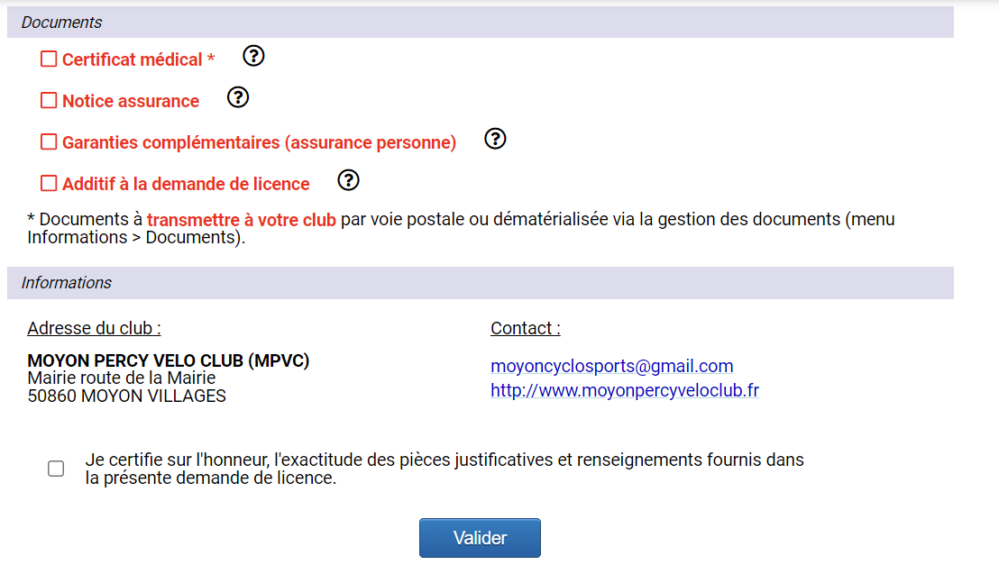 Documents
Certificat médical *
Notice assurance
Garanties complémentaires (assurance personne)
Additif à la demande de licence
* Documents à transmettre à votre club par voie postale ou dématérialisée via la gestion des documents (menu
Informations > Documents).
Informations
Adresse du club :
MOYON PERCY VELO CLUB (MPVC)
Mairie route de la Mairie
50860 MOYON VILLAGES
Contact :
moyoncyclosports@gmail.com
http://www.moyonpercyveloclub.fr
Je certifie sur l'honneur, l'exactitude des pièces justificatives et renseignements fournis dans
la présente demande de licence.
Valider